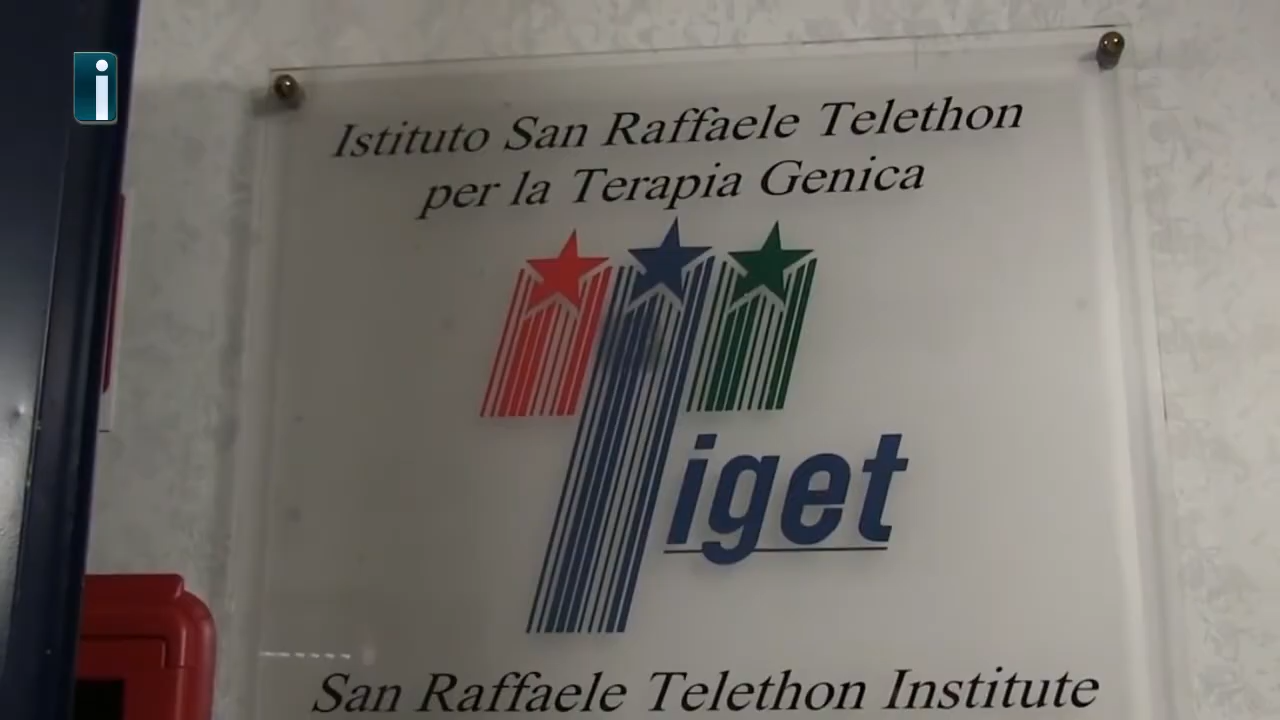 i
Istituto San Raffaele Telethon
per la Terapia Genica
Tiget
San Raffaele Telethon Institute